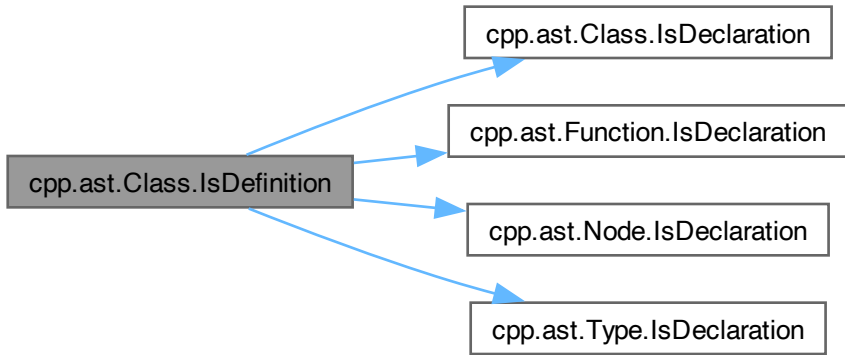 cpp.ast.Class.IsDeclaration
cpp.ast.Function.IsDeclaration
cpp.ast.Class.IsDefinition
cpp.ast.Node.IsDeclaration
cpp.ast.Type.IsDeclaration